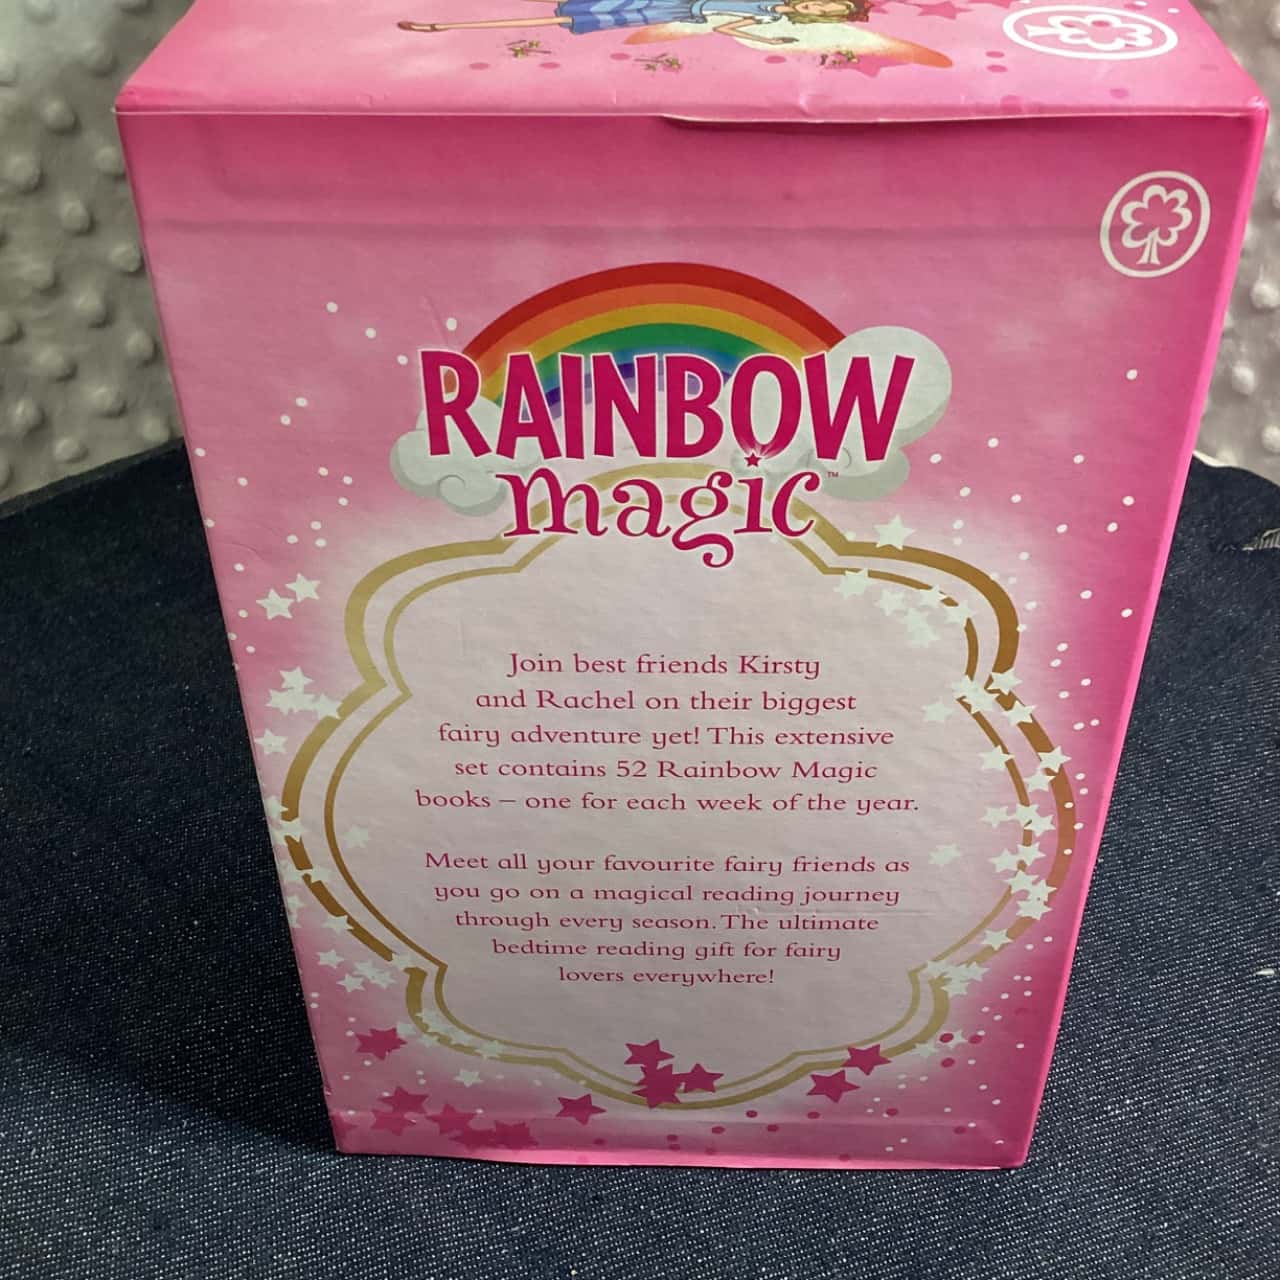 RAINBOW
magic™
Join best friends Kirsty
and Rachel on their biggest
fairy adventure yet! This extensive
set contains 52 Rainbow Magic
books – one for each week of the year.
Meet all your favourite fairy friends as
you go on a magical reading journey
through every season. The ultimate
bedtime reading gift for fairy
lovers everywhere!